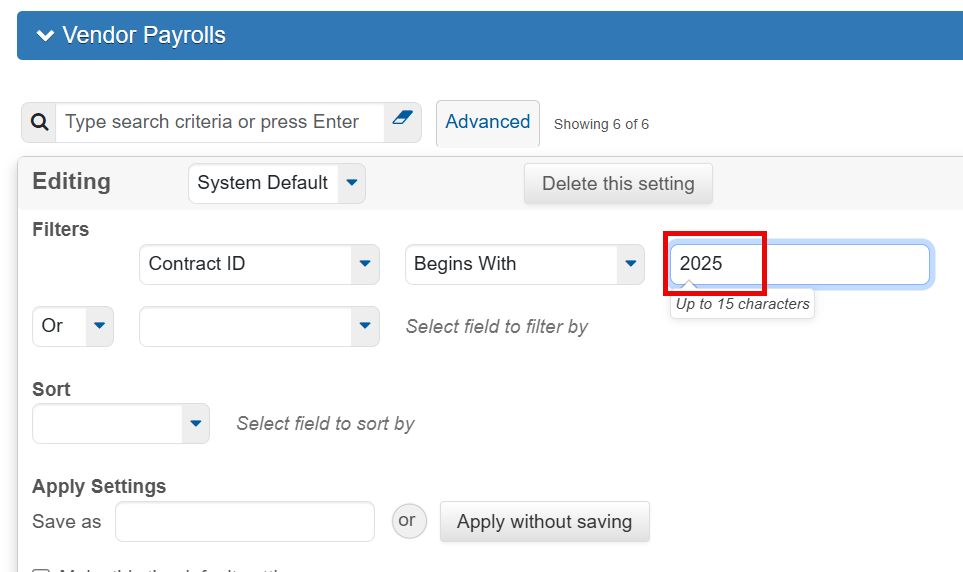 Vendor Payrolls
Type search criteria or press Enter Advanced Showing 6 of 6
Editing System Default Delete this setting
Filters
Contract ID Begins With 2025
Up to 15 characters
Or Select field to filter by
Sort
Select field to sort by
Apply Settings
Save as or Apply without saving